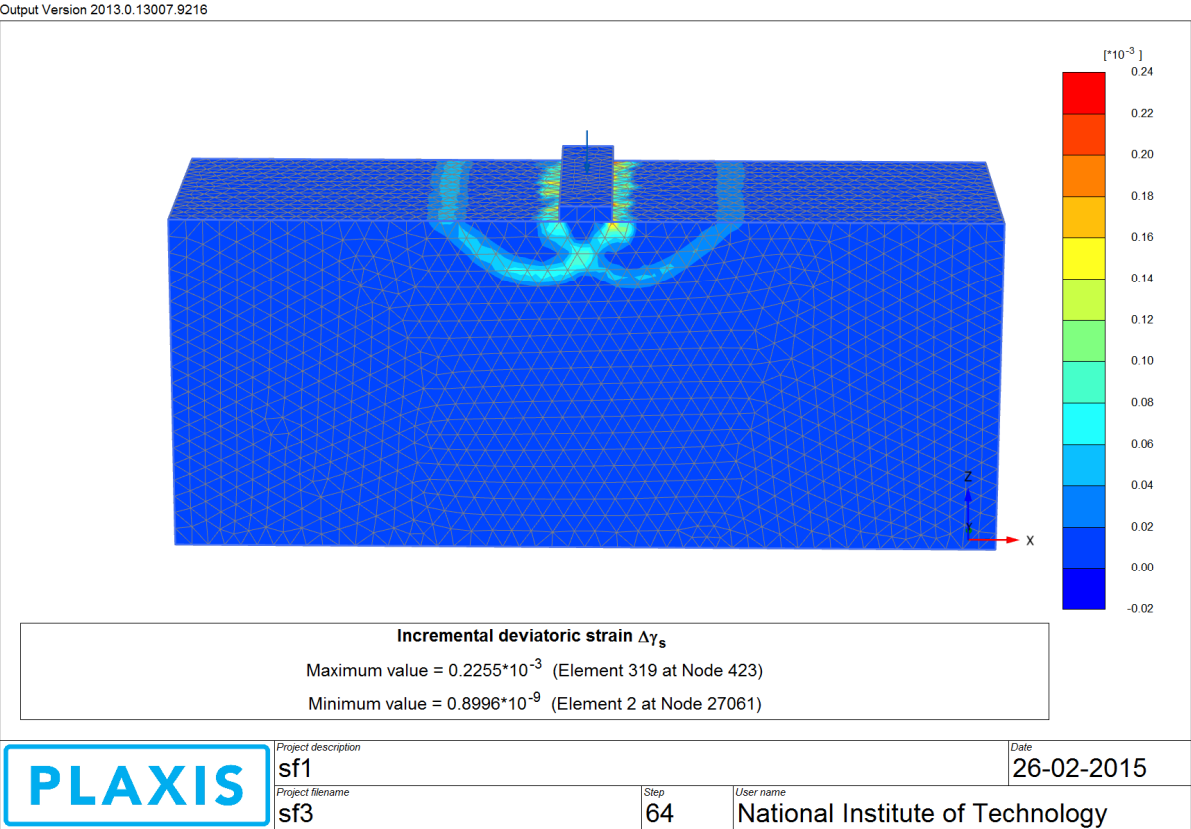 Output Version 2013.0.13007.9216
[*10⁻³ ]
0.24
0.22
0.20
0.18
0.16
0.14
0.12
0.10
0.08
0.06
0.04
0.02
0.00
-0.02
Z
Y
X
Incremental deviatoric strain Δγₛ
Maximum value = 0.2255*10⁻³ (Element 319 at Node 423)
Minimum value = 0.8996*10⁻⁹ (Element 2 at Node 27061)
PLAXIS
Project description
sf1
Date
26-02-2015
Project filename
sf3
Step
64
User name
National Institute of Technology